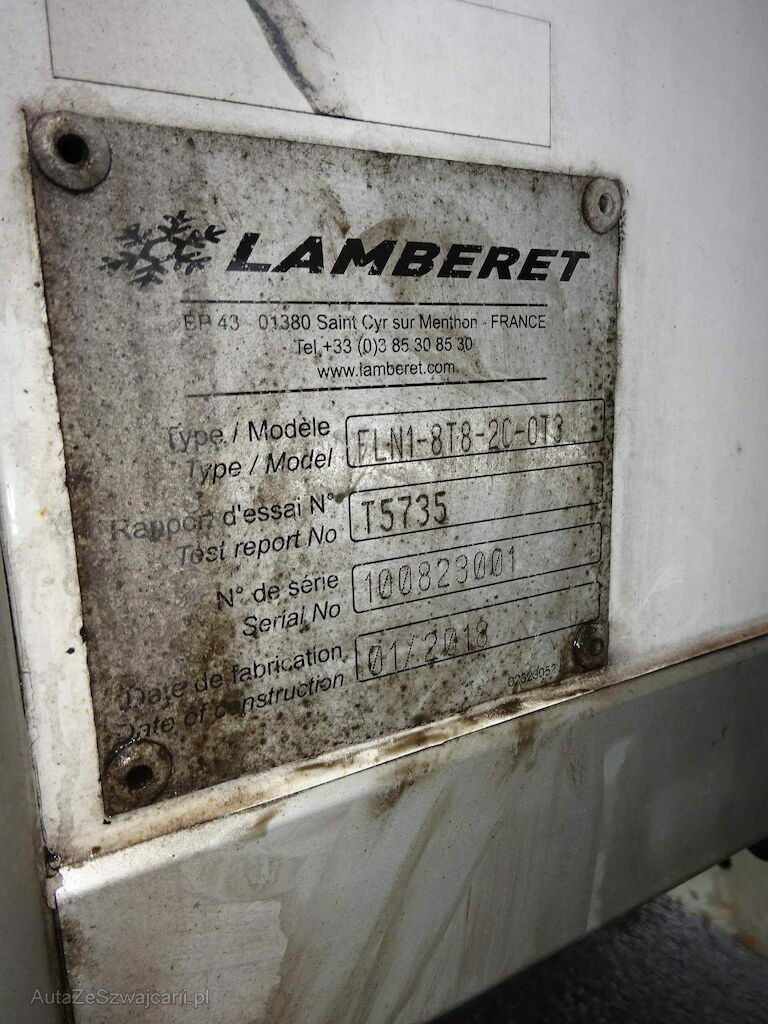 LAMBERET
BP 43 - 01380 Saint Cyr sur Menthon - FRANCE
Tel.+33 (0)3 85 30 85 30
www.lamberet.com
Type / Modèle
Type / Model
FLN1-8T8-2C-0T3
Rapport d'essai N°
Test report No
T5735
N° de série
Serial No
100823001
Date de fabrication
Date of construction
01/2018
02323052
AutaZeSzwajcarii.pl